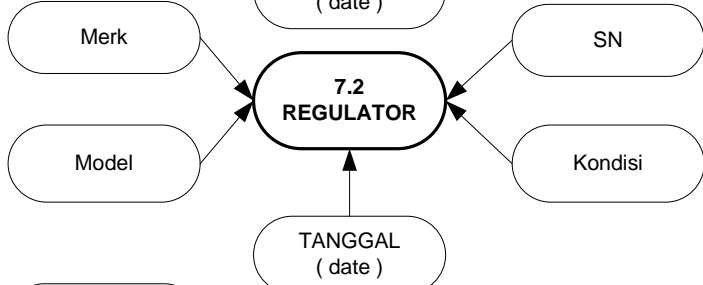 ( date )
Merk
SN
7.2
REGULATOR
Model
Kondisi
TANGGAL
( date )